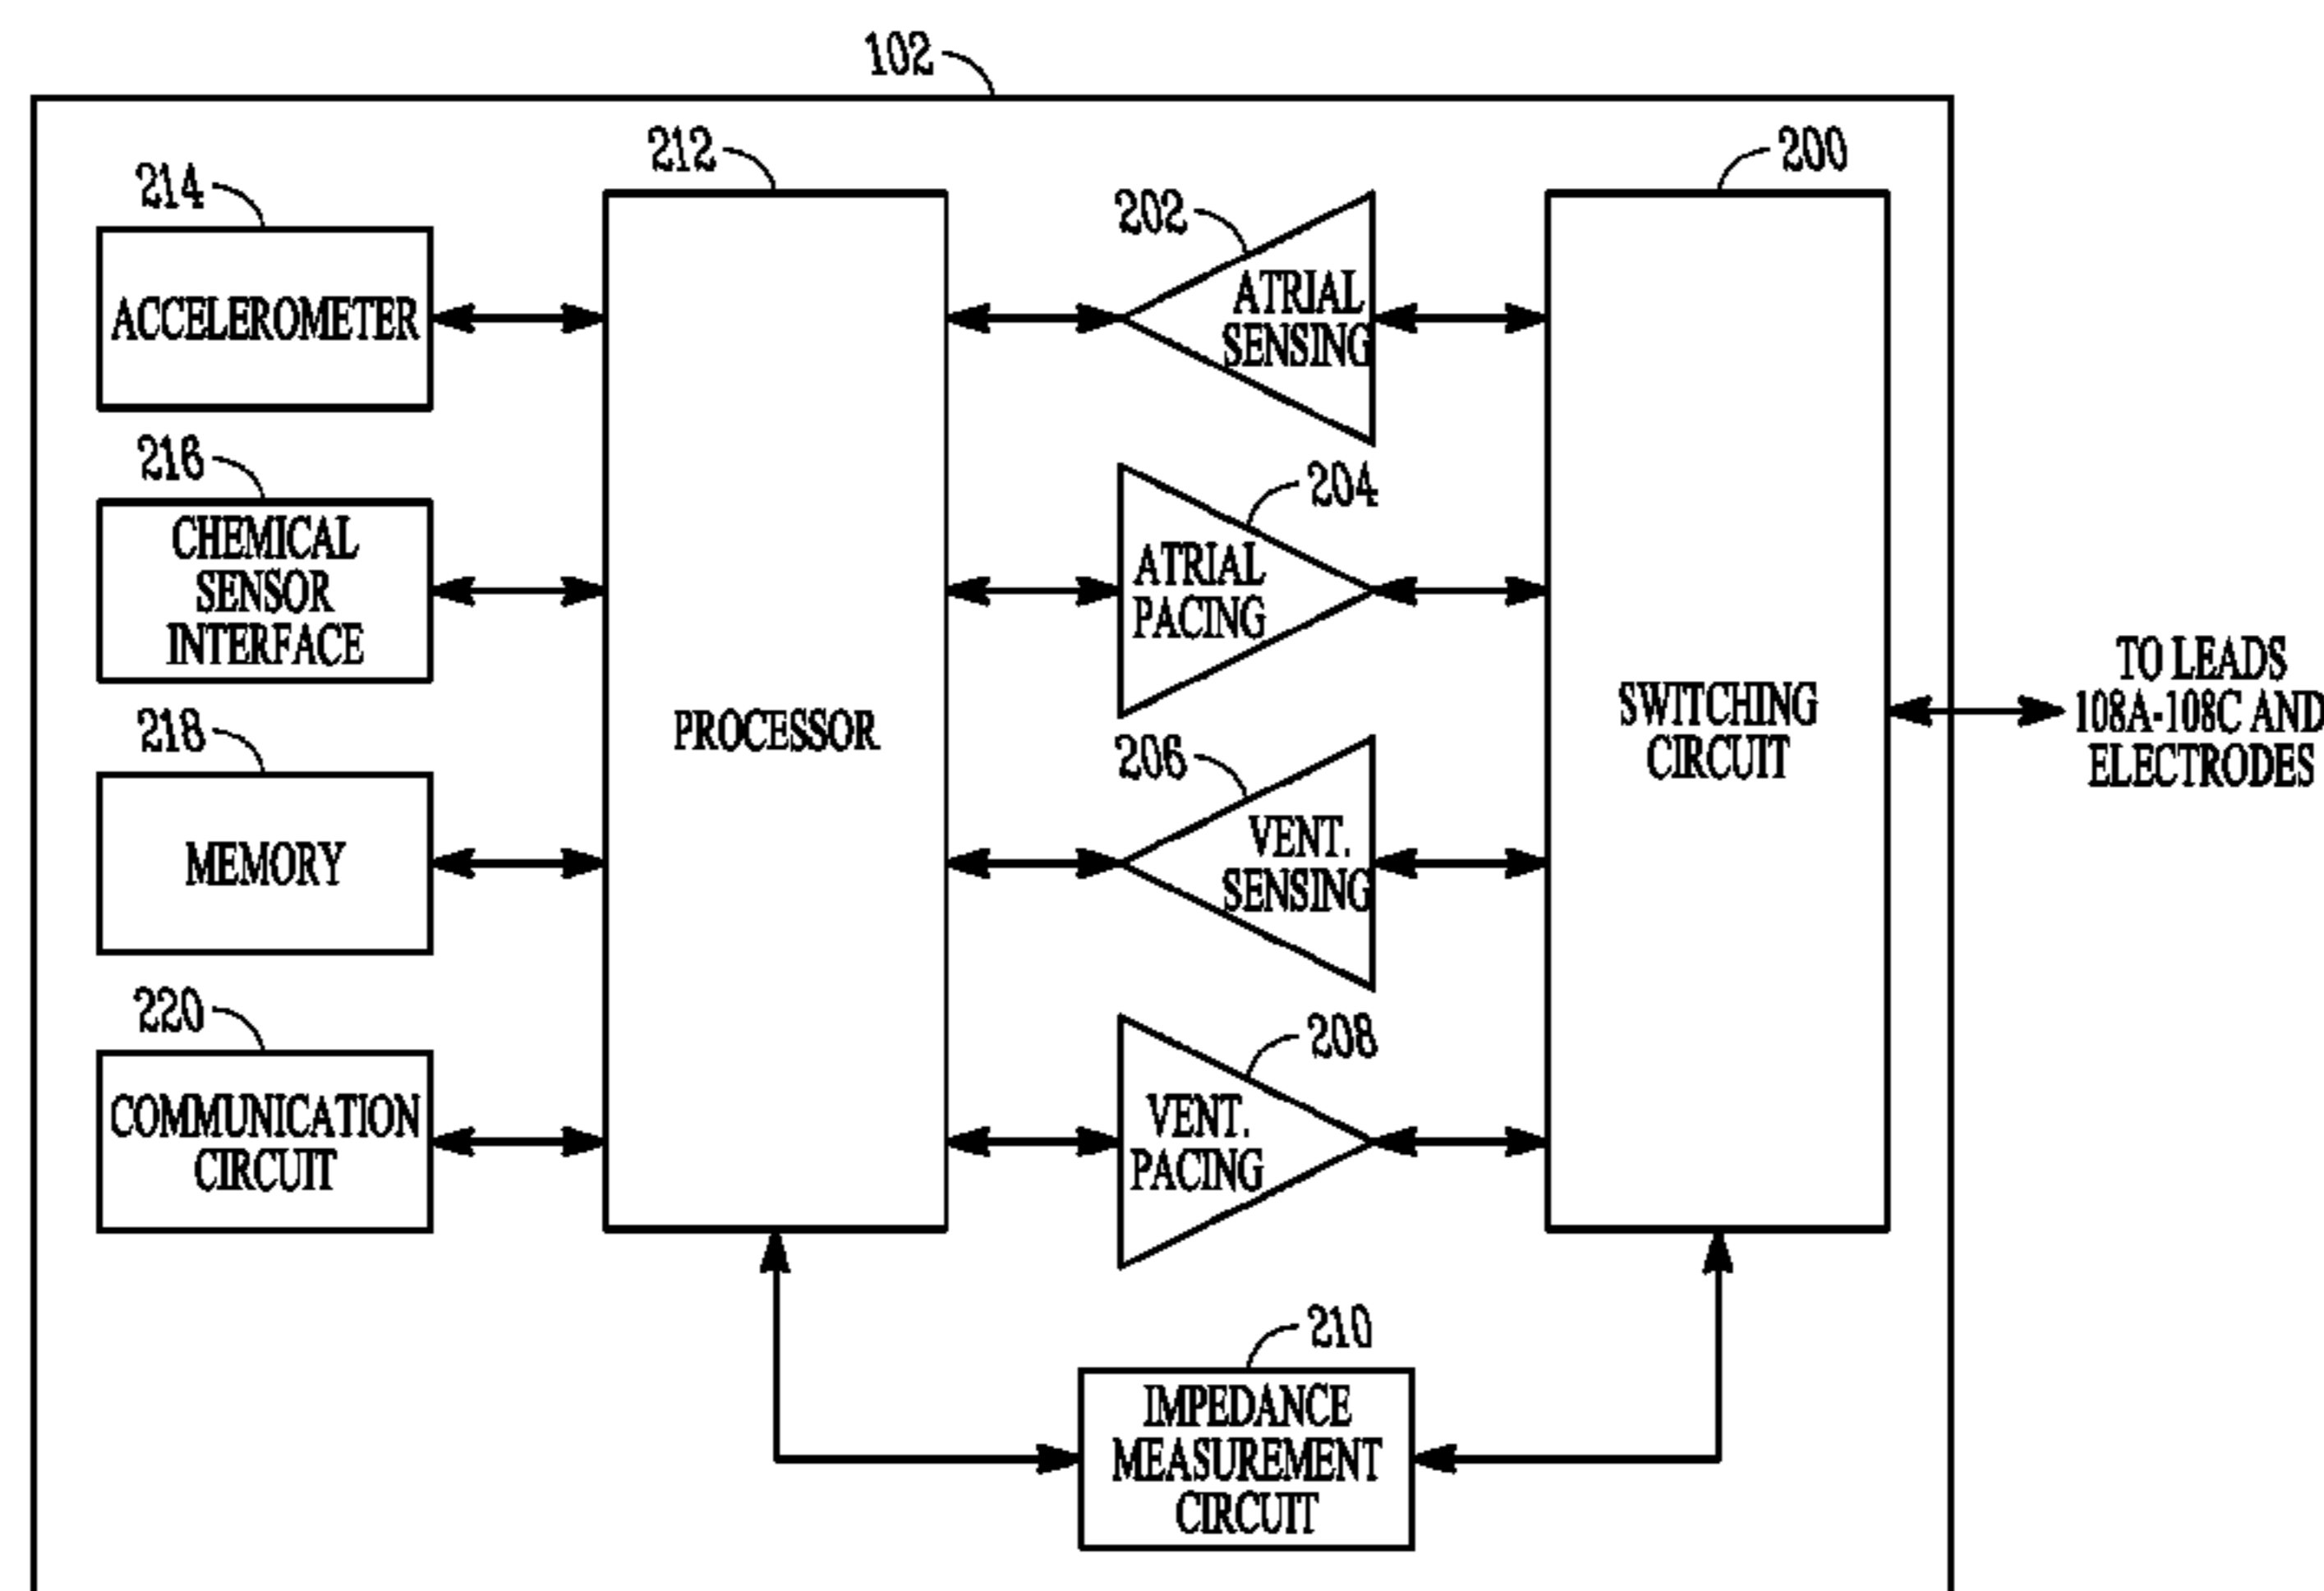 102
212
200
214
202
ACCELEROMETER
ATRIAL
SENSING
216
CHEMICAL
SENSOR
INTERFACE
204
ATRIAL
PACING
PROCESSOR
SWITCHING
CIRCUIT
TO LEADS
108A-108C AND
ELECTRODES
218
MEMORY
206
VENT.
SENSING
220
COMMUNICATION
CIRCUIT
208
VENT.
PACING
210
IMPEDANCE
MEASUREMENT
CIRCUIT